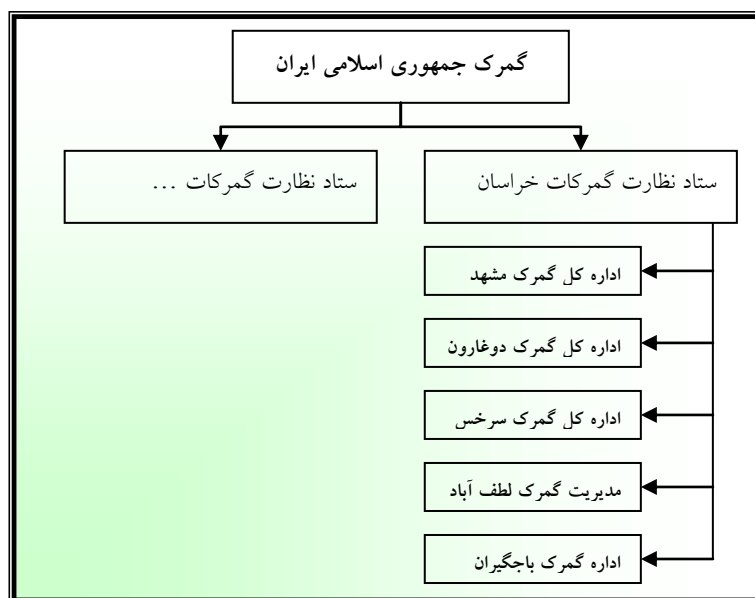 گمرک جمهوری اسلامی ایران
ستاد نظارت گمرکات خراسان
ستاد نظارت گمرکات ...
اداره کل گمرک مشهد
اداره کل گمرک دوغارون
اداره کل گمرک سرخس
مدیریت گمرک لطف آباد
اداره گمرک باجگیران